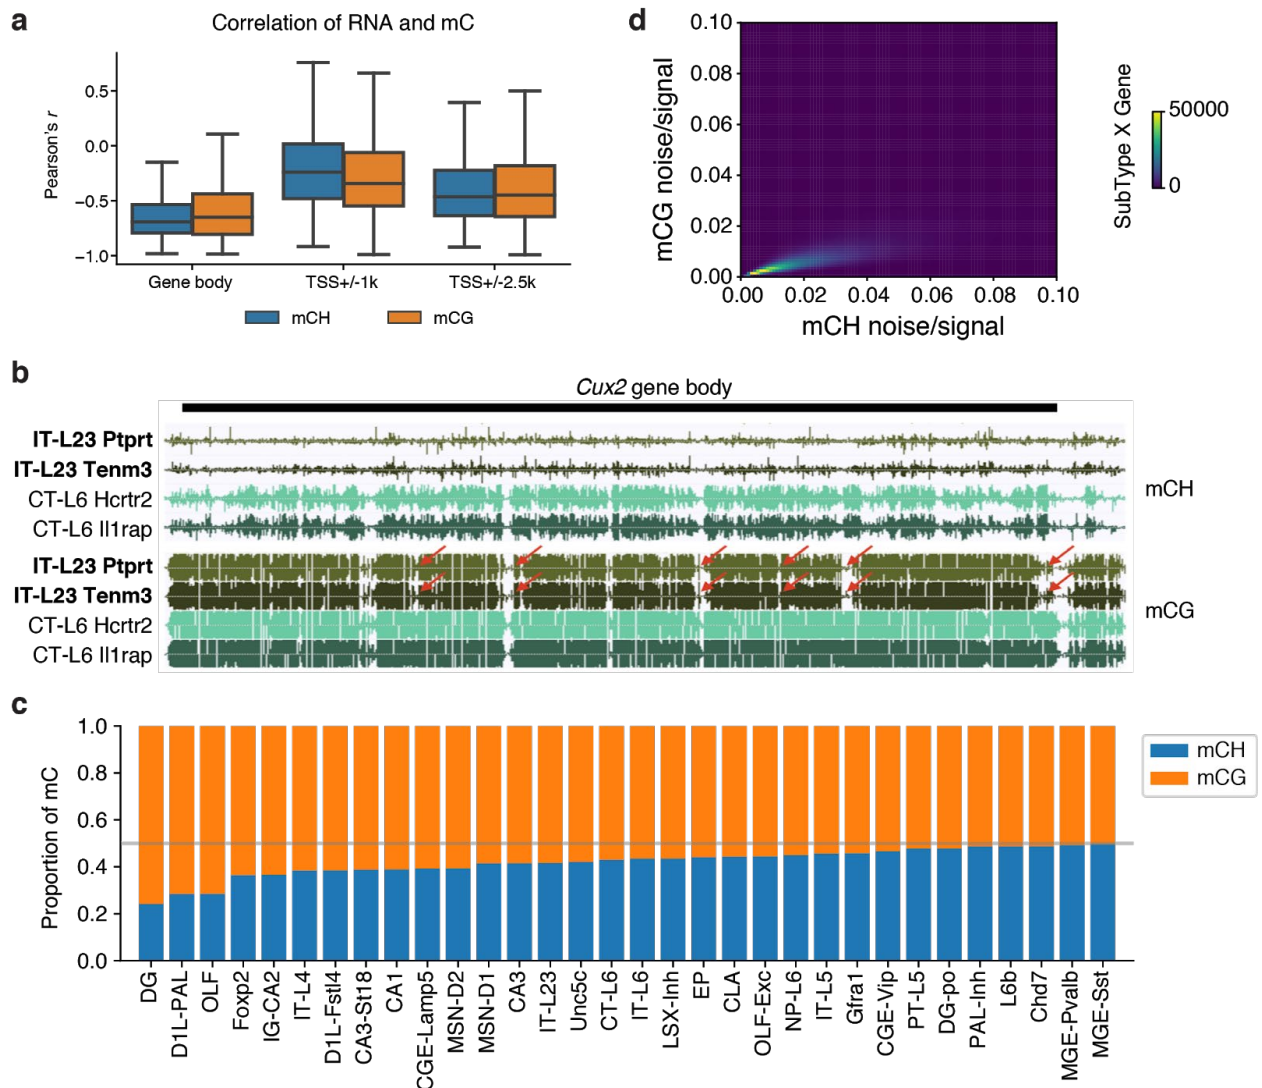 a
Correlation of RNA and mC
Pearson's r
0.5
0.0
−0.5
−1.0
Gene body
TSS+/-1k
TSS+/-2.5k
mCH
mCG
d
mCG noise/signal
0.10
0.08
0.06
0.04
0.02
0.00
0.00
0.02
0.04
0.06
0.08
0.10
mCH noise/signal
SubType X Gene
50000
0
b
Cux2 gene body
IT-L23 Ptprt
IT-L23 Tenm3
CT-L6 Hcrtr2
CT-L6 Il1rap
mCH
IT-L23 Ptprt
IT-L23 Tenm3
CT-L6 Hcrtr2
CT-L6 Il1rap
mCG
c
Proportion of mC
1.0
0.8
0.6
0.4
0.2
0.0
DG
D1L-PAL
OLF
Foxp2
IG-CA2
IT-L4
D1L-Fstl4
CA3-St18
CA1
CGE-Lamp5
MSN-D2
MSN-D1
CA3
IT-L23
Unc5c
CT-L6
IT-L6
LSX-Inh
EP
CLA
OLF-Exc
NP-L6
IT-L5
Gfra1
CGE-Vip
PT-L5
DG-po
PAL-Inh
L6b
Chd7
MGE-Pvalb
MGE-Sst
mCH
mCG